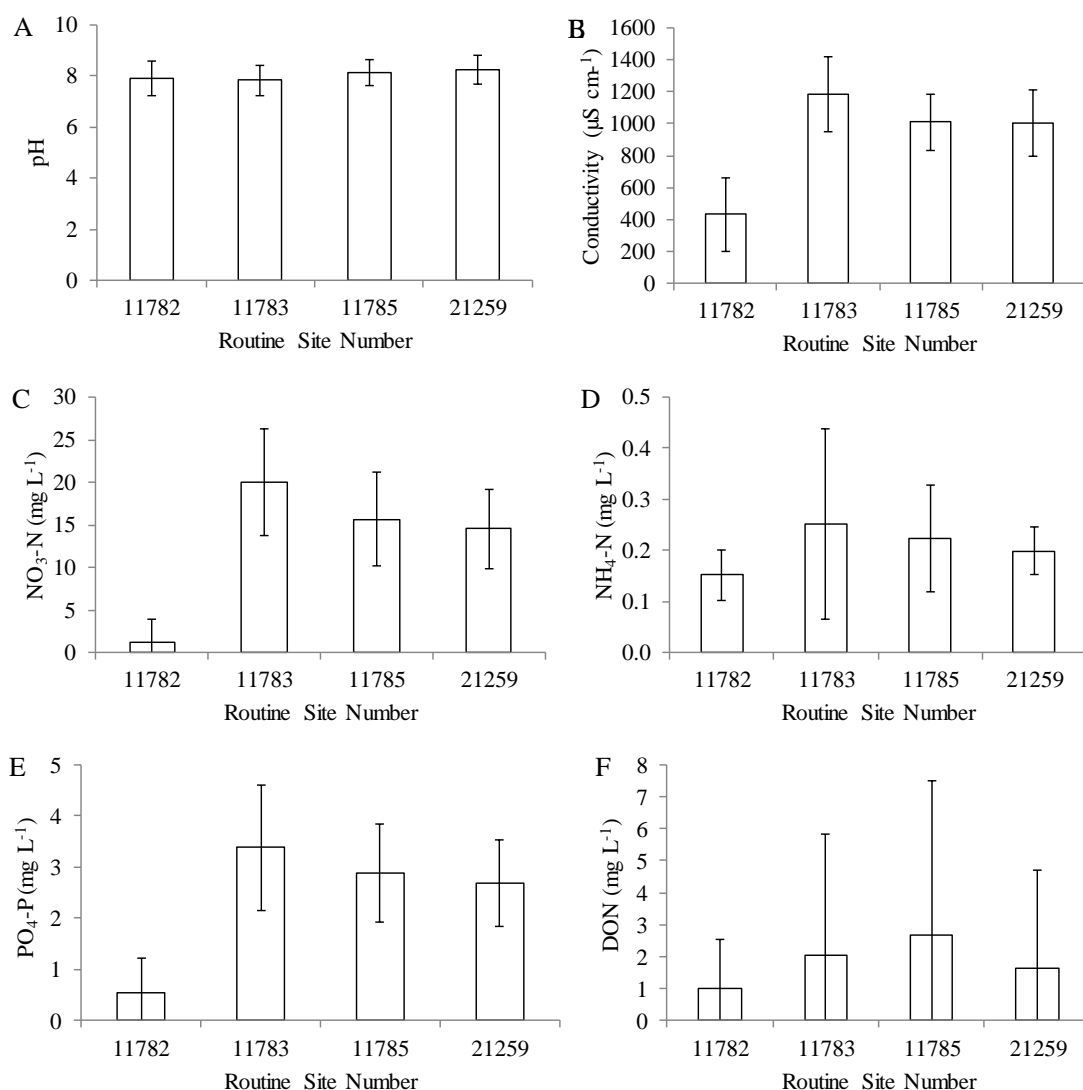 A
pH
10
8
6
4
2
0
11782 11783 11785 21259
Routine Site Number
B
Conductivity (µS cm-1)
1600
1400
1200
1000
800
600
400
200
0
11782 11783 11785 21259
Routine Site Number
C
NO3-N (mg L-1)
30
25
20
15
10
5
0
11782 11783 11785 21259
Routine Site Number
D
NH4-N (mg L-1)
0.5
0.4
0.3
0.2
0.1
0.0
11782 11783 11785 21259
Routine Site Number
E
PO4-P (mg L-1)
5
4
3
2
1
0
11782 11783 11785 21259
Routine Site Number
F
DON (mg L-1)
8
7
6
5
4
3
2
1
0
11782 11783 11785 21259
Routine Site Number